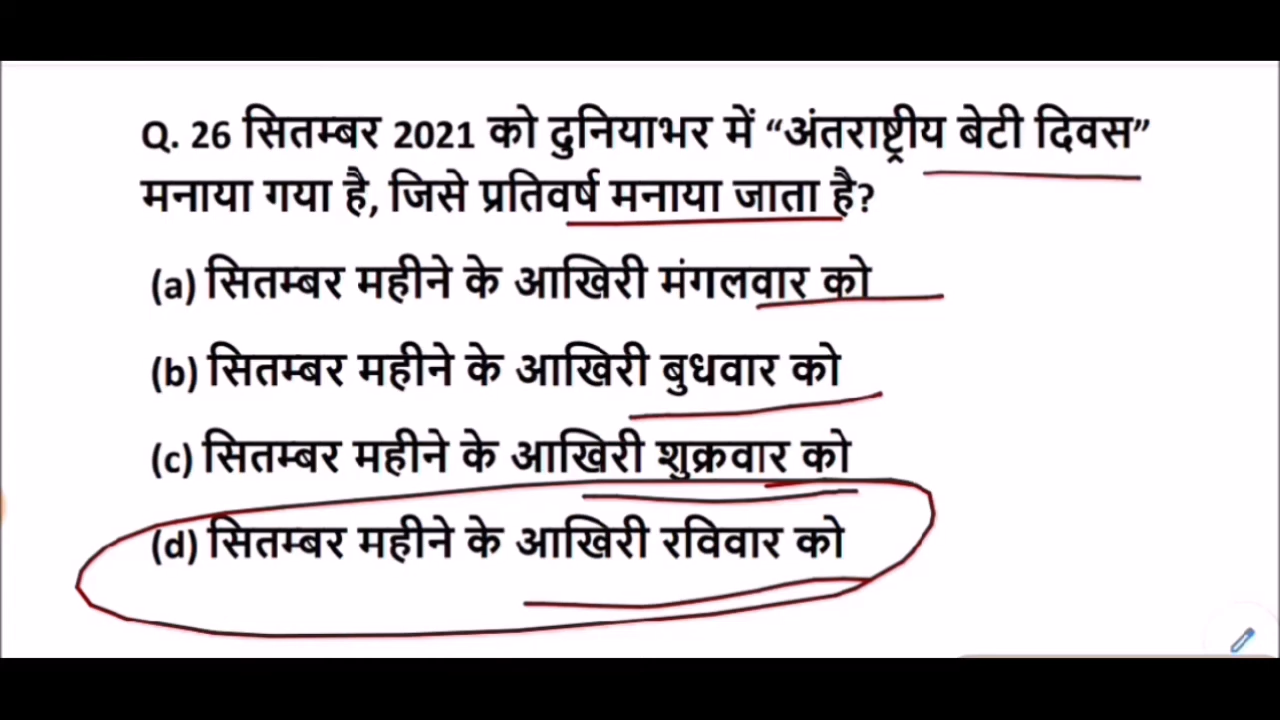 Q. 26 सितम्बर 2021 को दुनियाभर में “अंतराष्ट्रीय बेटी दिवस”
मनाया गया है, जिसे प्रतिवर्ष मनाया जाता है?
(a) सितम्बर महीने के आखिरी मंगलवार को
(b) सितम्बर महीने के आखिरी बुधवार को
(c) सितम्बर महीने के आखिरी शुक्रवार को
(d) सितम्बर महीने के आखिरी रविवार को